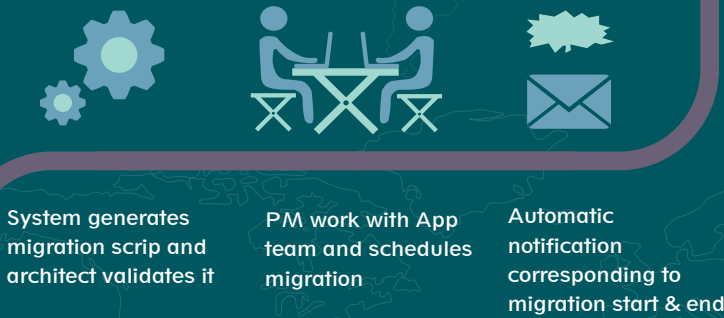 System generates
migration scrip and
architect validates it
PM work with App
team and schedules
migration
Automatic
notification
corresponding to
migration start & end